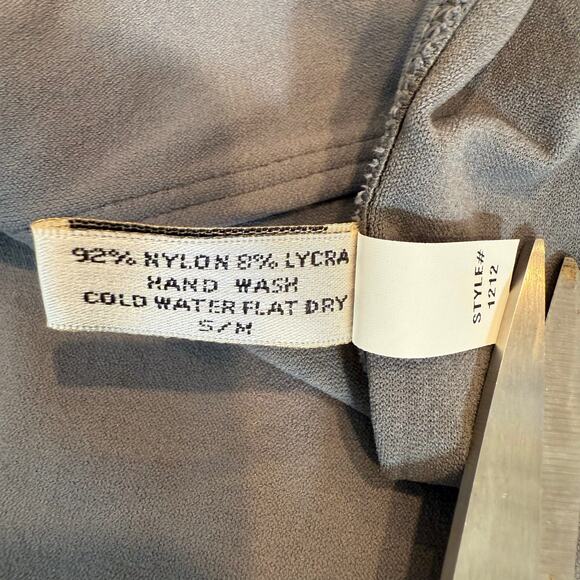 92% NYLON 8% LYCRA
HAND WASH
COLD WATER FLAT DRY
S/M
STYLE#
1212